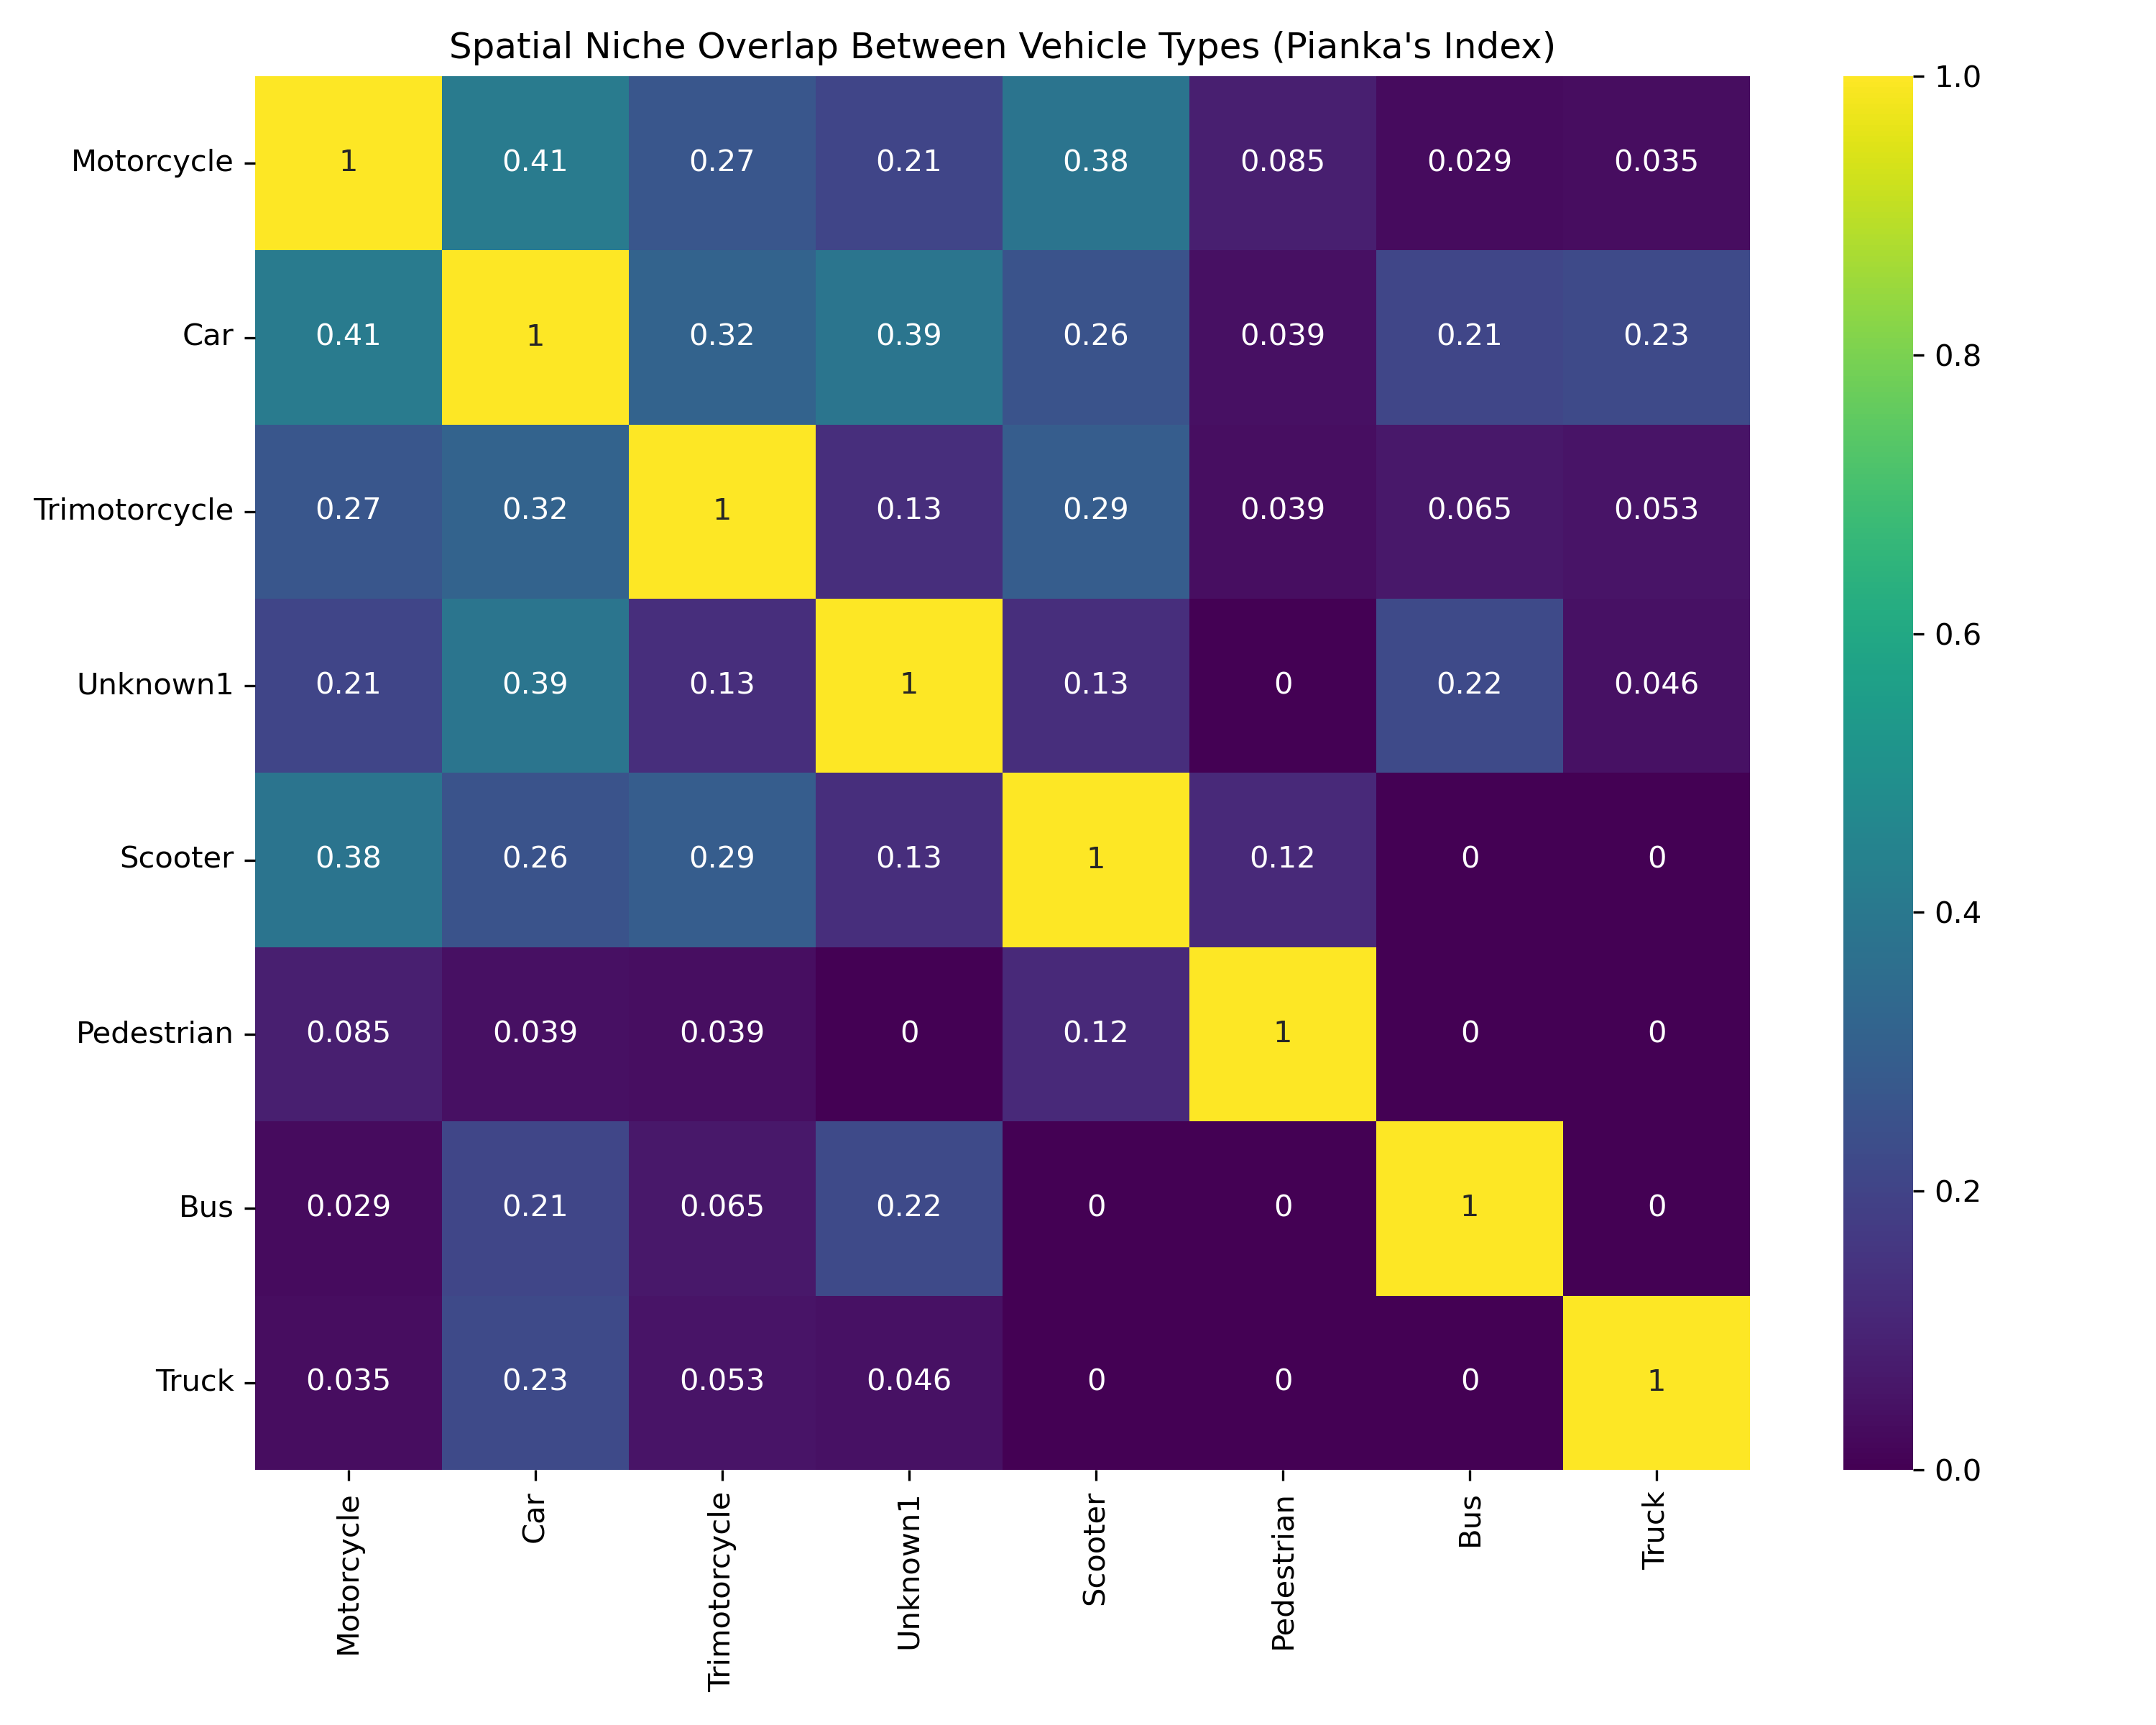 Spatial Niche Overlap Between Vehicle Types (Pianka's Index)
Motorcycle 1 0.41 0.27 0.21 0.38 0.085 0.029 0.035
Car 0.41 1 0.32 0.39 0.26 0.039 0.21 0.23
Trimotorcycle 0.27 0.32 1 0.13 0.29 0.039 0.065 0.053
Unknown1 0.21 0.39 0.13 1 0.13 0 0.22 0.046
Scooter 0.38 0.26 0.29 0.13 1 0.12 0 0
Pedestrian 0.085 0.039 0.039 0 0.12 1 0 0
Bus 0.029 0.21 0.065 0.22 0 0 1 0
Truck 0.035 0.23 0.053 0.046 0 0 0 1
Motorcycle Car Trimotorcycle Unknown1 Scooter Pedestrian Bus Truck
1.0
0.8
0.6
0.4
0.2
0.0